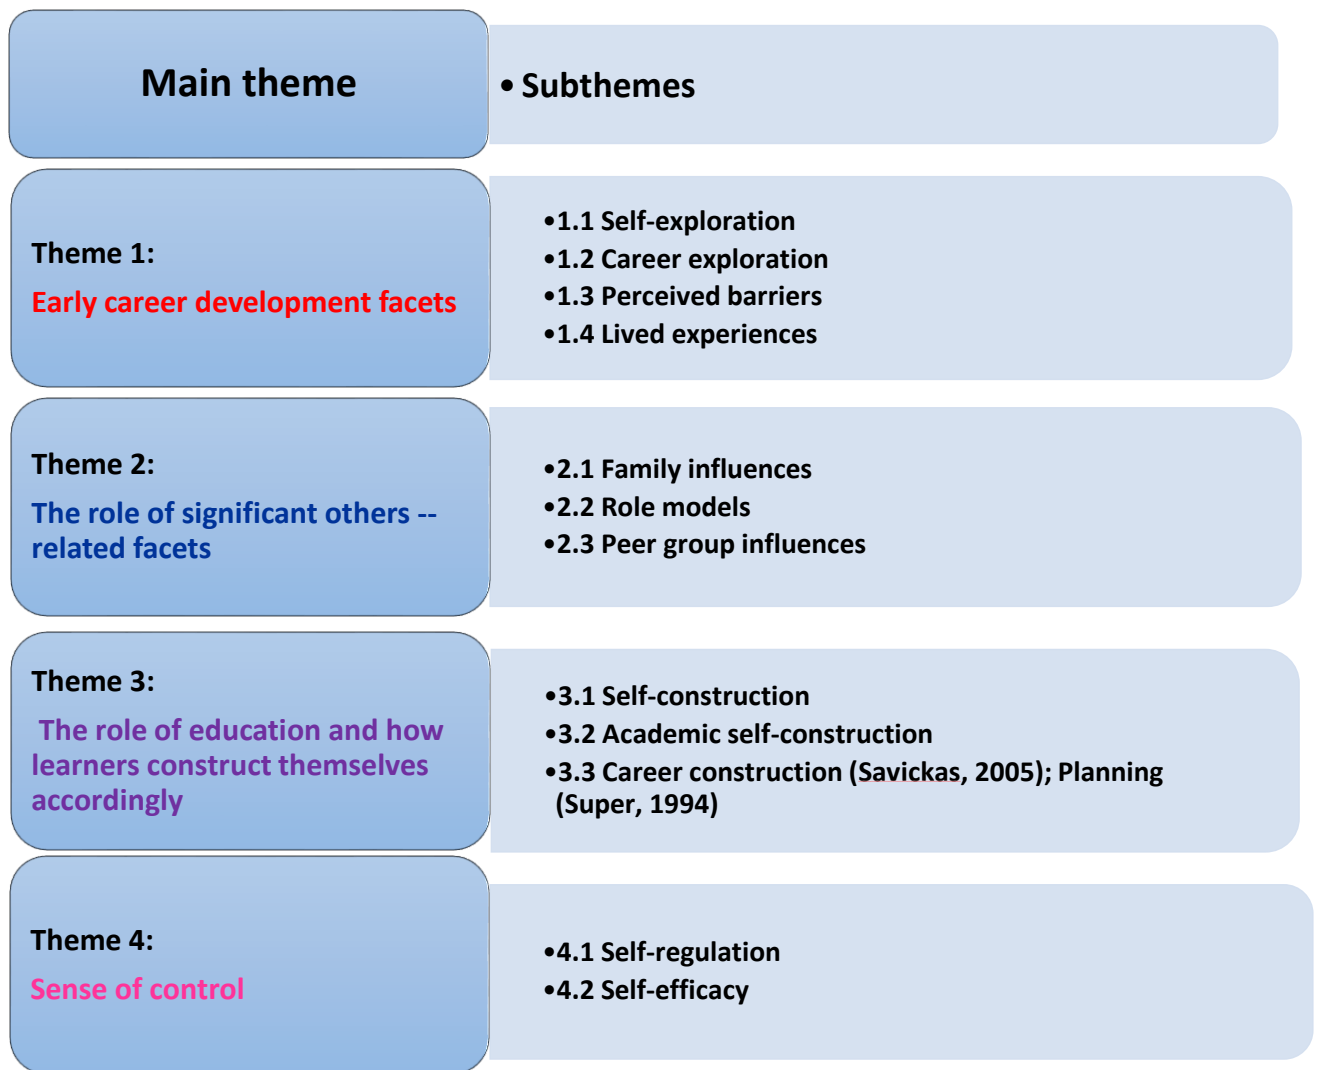 Main theme
• Subthemes
Theme 1:
Early career development facets
•1.1 Self-exploration
•1.2 Career exploration
•1.3 Perceived barriers
•1.4 Lived experiences
Theme 2:
The role of significant others --
related facets
•2.1 Family influences
•2.2 Role models
•2.3 Peer group influences
Theme 3:
The role of education and how
learners construct themselves
accordingly
•3.1 Self-construction
•3.2 Academic self-construction
•3.3 Career construction (Savickas, 2005); Planning
(Super, 1994)
Theme 4:
Sense of control
•4.1 Self-regulation
•4.2 Self-efficacy